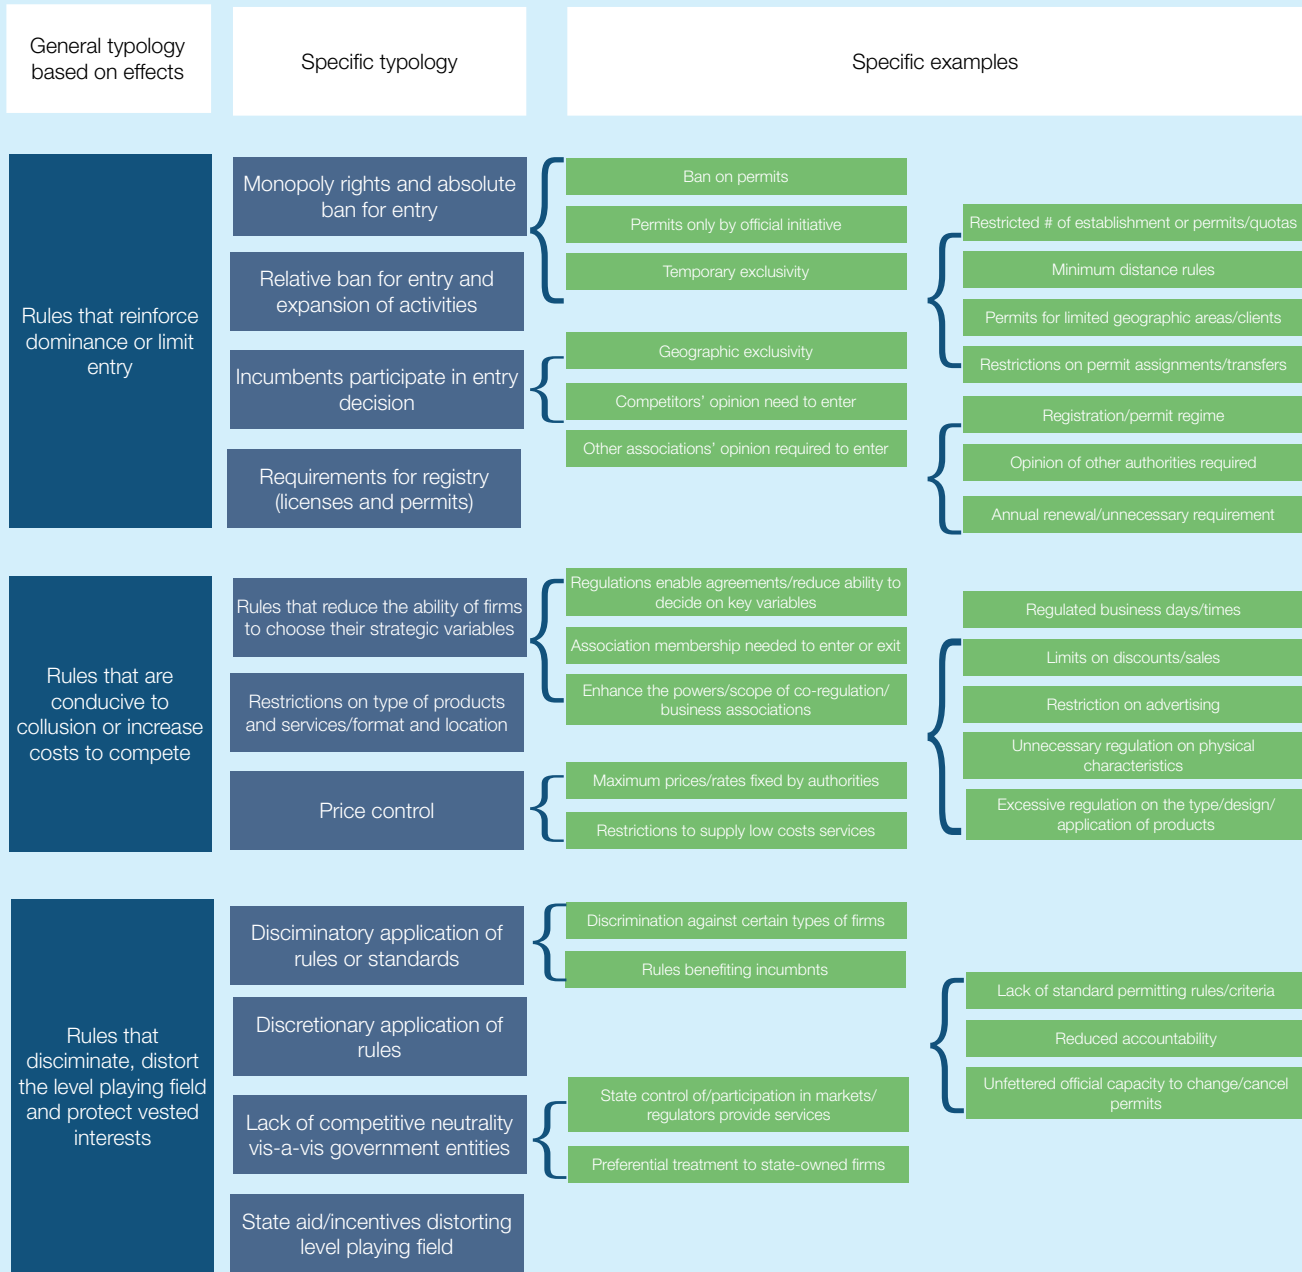 General typology
based on effects
Specific typology
Specific examples
Rules that reinforce
dominance or limit
entry
Monopoly rights and absolute
ban for entry
Relative ban for entry and
expansion of activities
Incumbents participate in entry
decision
Requirements for registry
(licenses and permits)
Ban on permits
Permits only by official initiative
Temporary exclusivity
Geographic exclusivity
Competitors' opinion need to enter
Other associations' opinion required to enter
Restricted # of establishment or permits/quotas
Minimum distance rules
Permits for limited geographic areas/clients
Restrictions on permit assignments/transfers
Registration/permit regime
Opinion of other authorities required
Annual renewal/unnecessary requirement
Rules that are
conducive to
collusion or increase
costs to compete
Rules that reduce the ability of firms
to choose their strategic variables
Restrictions on type of products
and services/format and location
Price control
Regulations enable agreements/reduce ability to
decide on key variables
Association membership needed to enter or exit
Enhance the powers/scope of co-regulation/
business associations
Maximum prices/rates fixed by authorities
Restrictions to supply low costs services
Regulated business days/times
Limits on discounts/sales
Restriction on advertising
Unnecessary regulation on physical
characteristics
Excessive regulation on the type/design/
application of products
Rules that
disciminate, distort
the level playing field
and protect vested
interests
Disciminatory application of
rules or standards
Discretionary application of
rules
Lack of competitive neutrality
vis-a-vis government entities
State aid/incentives distorting
level playing field
Discrimination against certain types of firms
Rules benefiting incumbnts
State control of/participation in markets/
regulators provide services
Preferential treatment to state-owned firms
Lack of standard permitting rules/criteria
Reduced accountability
Unfettered official capacity to change/cancel
permits